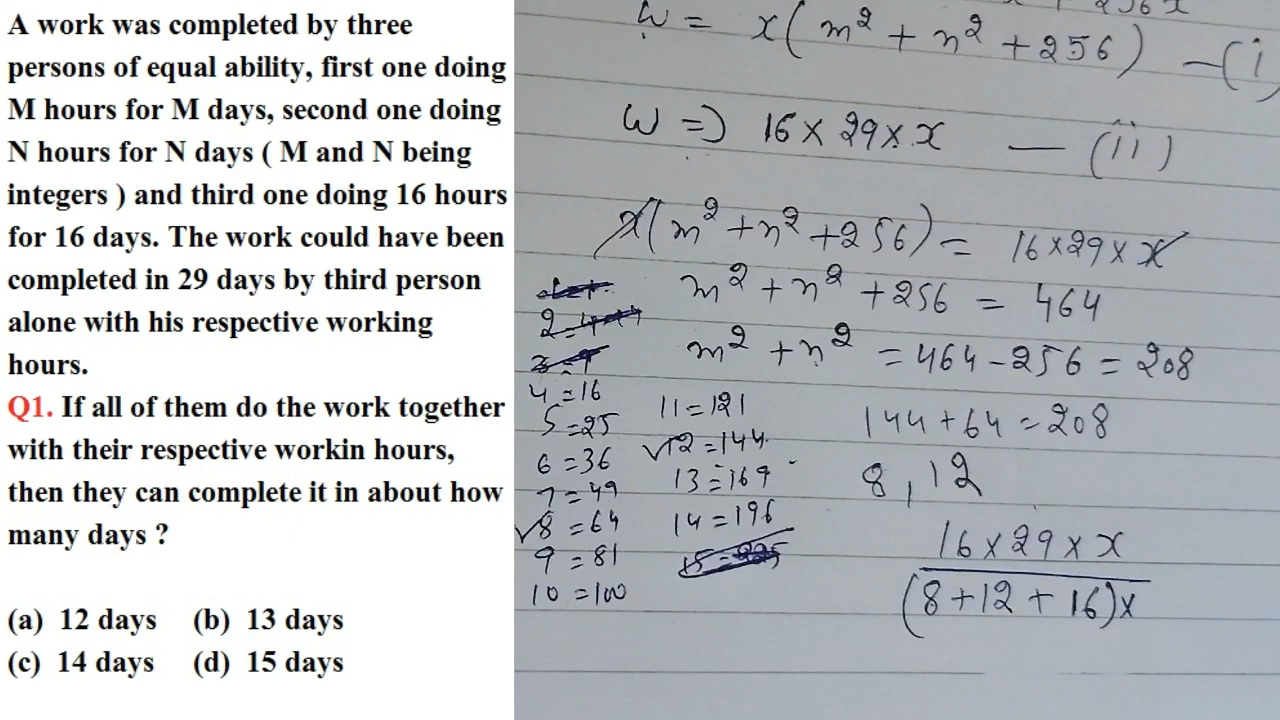 A work was completed by three
persons of equal ability, first one doing
M hours for M days, second one doing
N hours for N days ( M and N being
integers ) and third one doing 16 hours
for 16 days. The work could have been
completed in 29 days by third person
alone with his respective working
hours.
Q1. If all of them do the work together
with their respective workin hours,
then they can complete it in about how
many days ?
(a) 12 days (b) 13 days
(c) 14 days (d) 15 days
256x
W = x(m² + n² + 256) —(i
W => 16×29×x — (ii)
x(m² + n² + 256) = 16×29×x
m² + n² + 256 = 464
m² + n² = 464-256 = 208
4 = 16
5 = 25
6 = 36
7 = 49
√8 = 64
9 = 81
10 = 100
11 = 121
√12 = 144
13 = 169
14 = 196
15 = 225
144 + 64 = 208
8, 12
16×29×x
(8+12+16)x